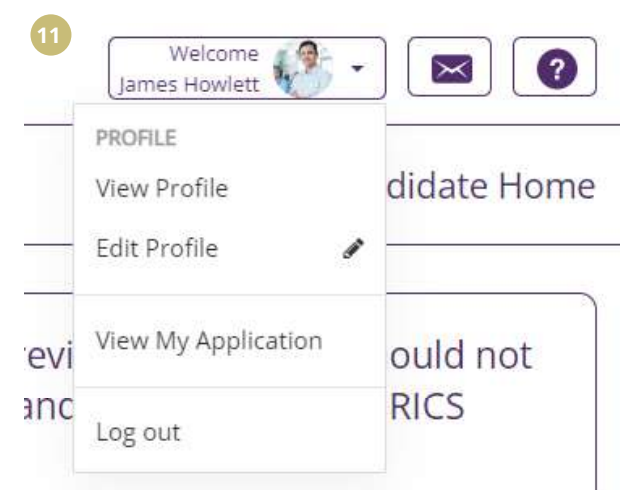 11
Welcome
James Howlett
?
PROFILE
View Profile
didate Home
Edit Profile
View My Application
evi
ould not
and
RICS
Log out